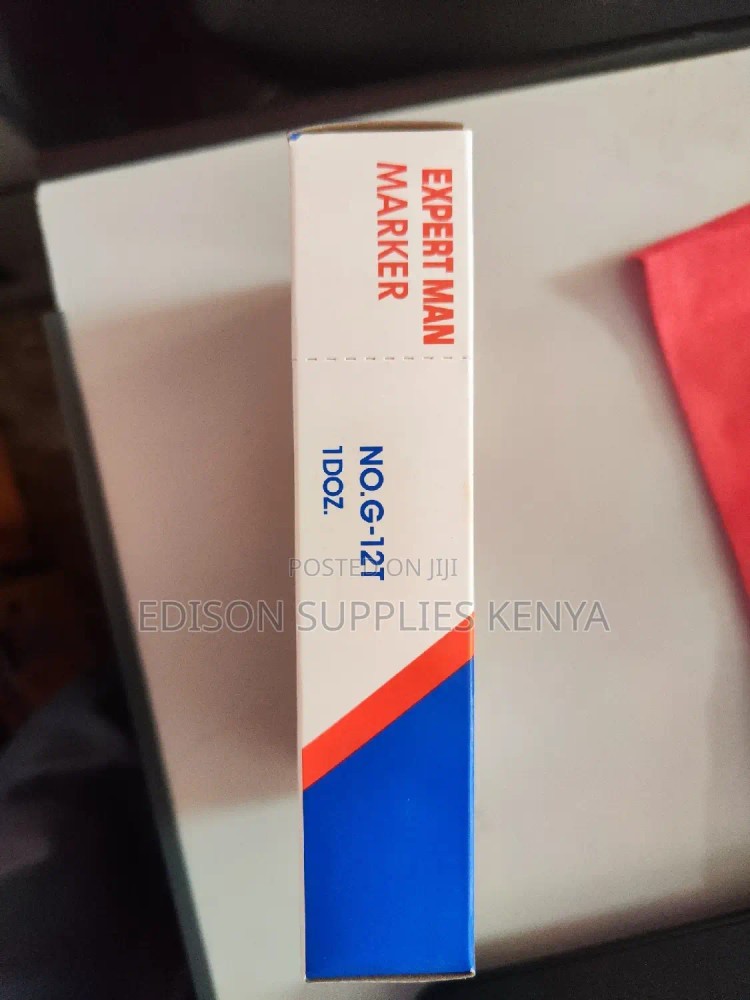 EXPERT MAN
MARKER
NO.G-12T
1DOZ.
POSTED ON JIJI
EDISON SUPPLIES KENYA